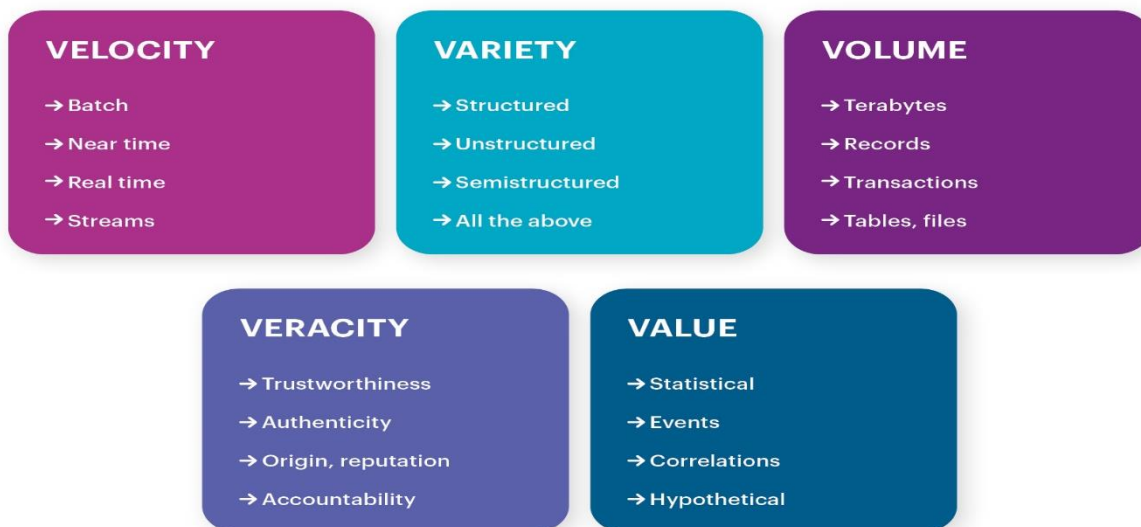 VELOCITY
→ Batch
→ Near time
→ Real time
→ Streams
VARIETY
→ Structured
→ Unstructured
→ Semistructured
→ All the above
VOLUME
→ Terabytes
→ Records
→ Transactions
→ Tables, files
VERACITY
→ Trustworthiness
→ Authenticity
→ Origin, reputation
→ Accountability
VALUE
→ Statistical
→ Events
→ Correlations
→ Hypothetical